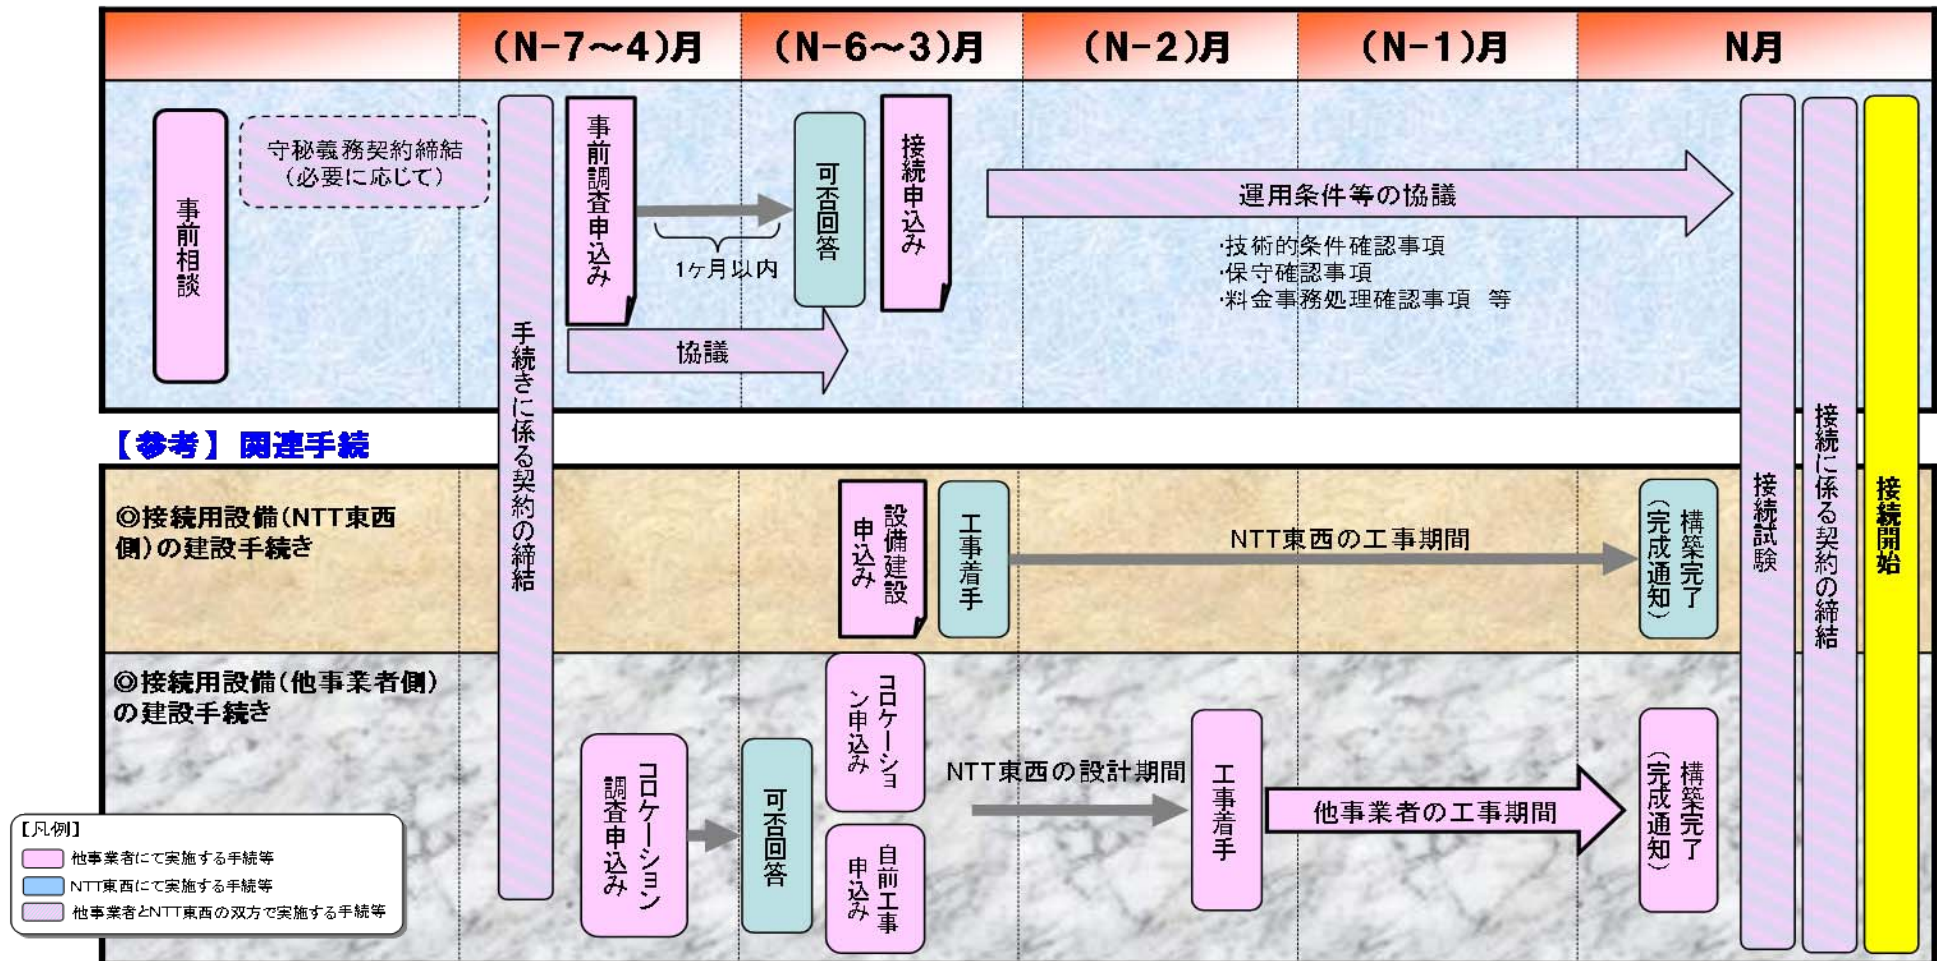 (N-7～4)月
(N-6～3)月
(N-2)月
(N-1)月
N月
事前相談
守秘義務契約締結
(必要に応じて)
手続きに係る契約の締結
事前調査申込み
1ヶ月以内
可否回答
接続申込み
協議
運用条件等の協議
・技術的条件確認事項
・保守確認事項
・料金事務処理確認事項 等
接続試験
接続に係る契約の締結
接続開始
【参考】関連手続
◎接続用設備(NTT東西
側)の建設手続き
設備建設
申込み
工事着手
NTT東西の工事期間
構築完了
(完成通知)
◎接続用設備(他事業者側)
の建設手続き
コロケーション
調査申込み
可否回答
コロケーショ
ン申込み
自前工事
申込み
NTT東西の設計期間
工事着手
他事業者の工事期間
構築完了
(完成通知)
【凡例】
他事業者にて実施する手続等
NTT東西にて実施する手続等
他事業者とNTT東西の双方で実施する手続等